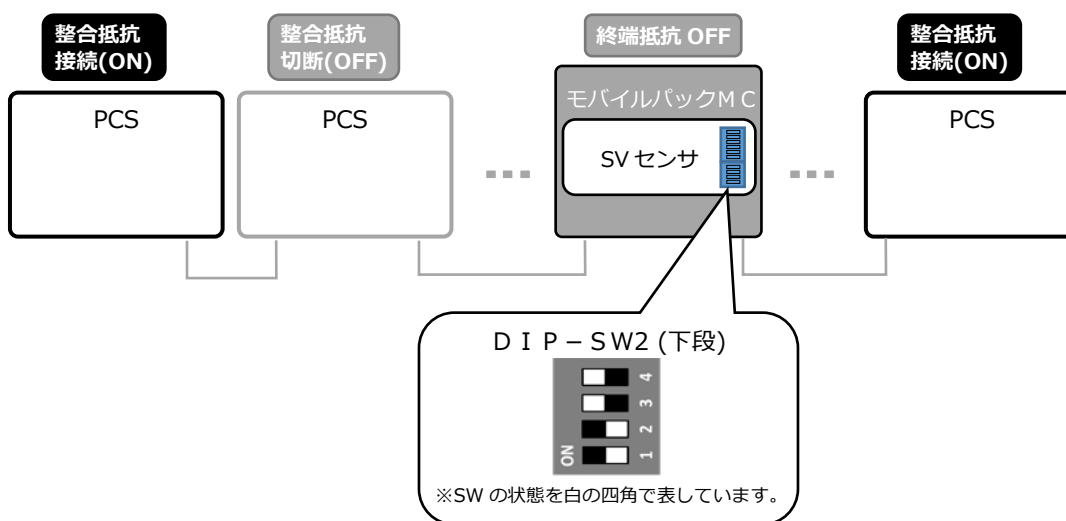 整合抵抗
接続(ON)
整合抵抗
切断(OFF)
終端抵抗 OFF
整合抵抗
接続(ON)
PCS
PCS
モバイルパックＭＣ
SV センサ
PCS
ＤＩＰ－ＳＷ2 (下段)
4
3
2
1
ON
※SW の状態を白の四角で表しています。